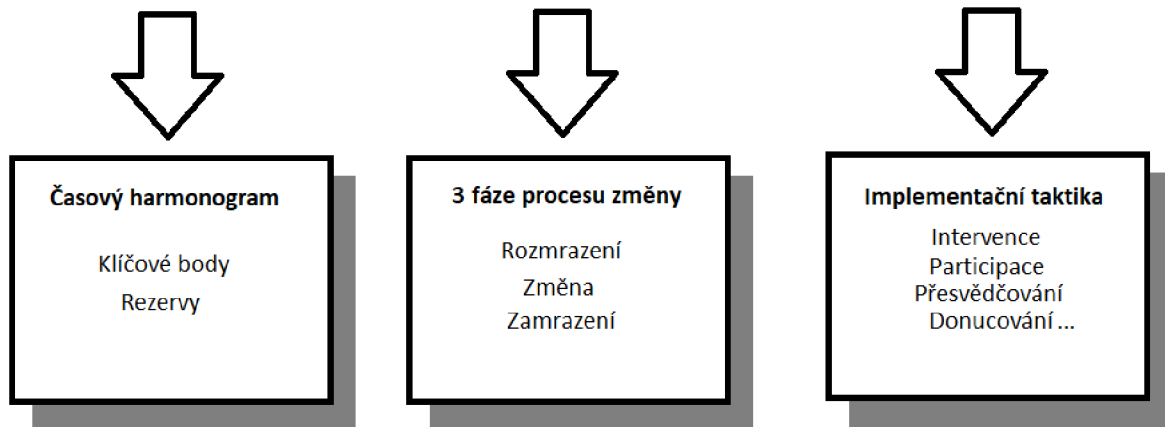 Časový harmonogram
Klíčové body
Rezervy
3 fáze procesu změny
Rozmrazení
Změna
Zamrazení
Implementační taktika
Intervence
Participace
Přesvědčování
Donucování ...